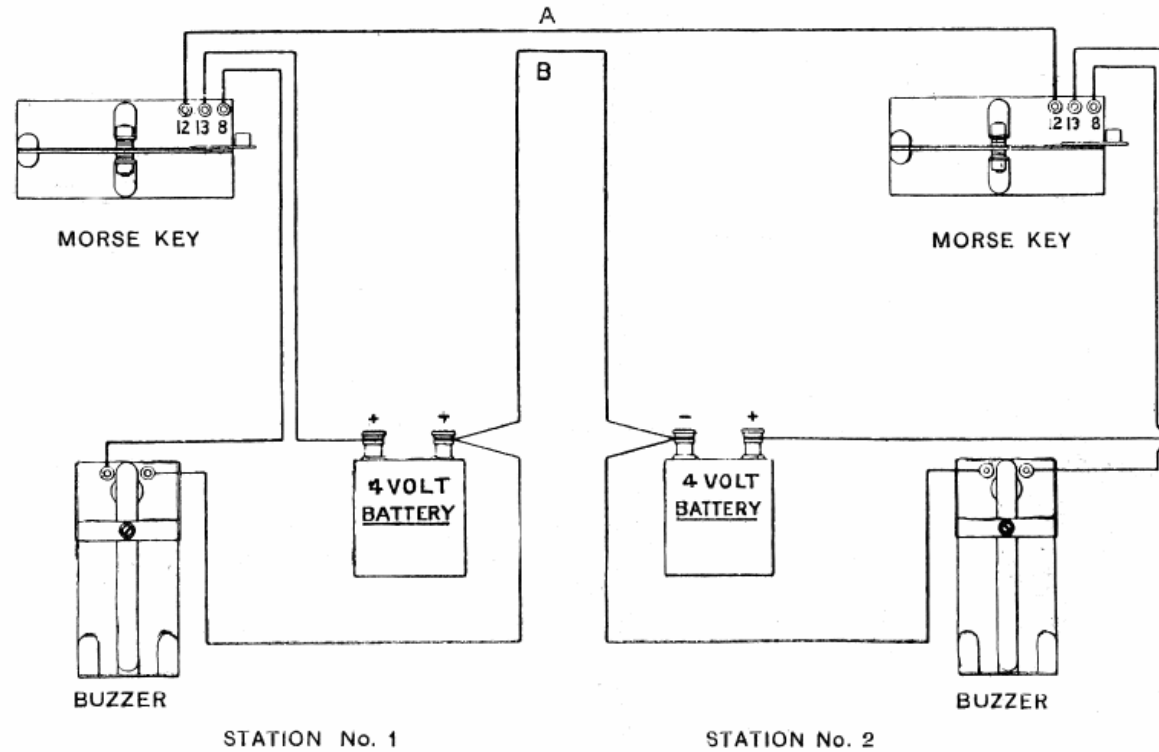 A
B
12 13 8
12 13 8
MORSE KEY
MORSE KEY
+ +
- +
4 VOLT
BATTERY
4 VOLT
BATTERY
BUZZER
BUZZER
STATION No. 1
STATION No. 2